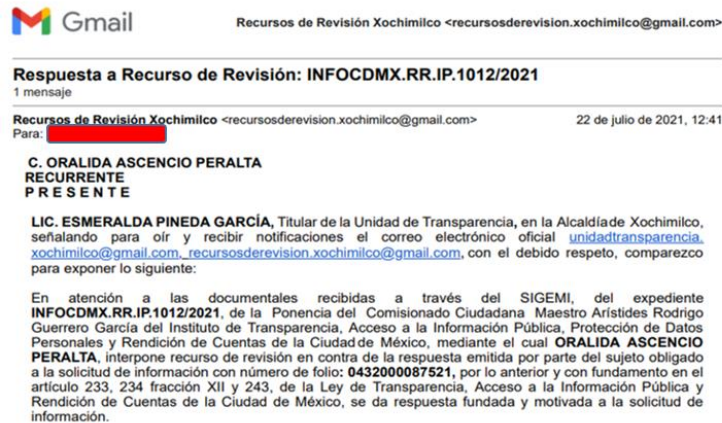 Gmail
Recursos de Revisión Xochimilco <recursosderevision.xochimilco@gmail.com>
Respuesta a Recurso de Revisión: INFOCDMX.RR.IP.1012/2021
1 mensaje
Recursos de Revisión Xochimilco <recursosderevision.xochimilco@gmail.com> 22 de julio de 2021, 12:41
Para:
C. ORALIDA ASCENCIO PERALTA
RECURRENTE
P R E S E N T E
LIC. ESMERALDA PINEDA GARCÍA, Titular de la Unidad de Transparencia, en la Alcaldíade Xochimilco,
señalando para oír y recibir notificaciones el correo electrónico oficial unidadtransparencia.
xochimilco@gmail.com, recursosderevision.xochimilco@gmail.com, con el debido respeto, comparezco
para exponer lo siguiente:
En atención a las documentales recibidas a través del SIGEMI, del expediente
INFOCDMX.RR.IP.1012/2021, de la Ponencia del Comisionado Ciudadana Maestro Arístides Rodrigo
Guerrero García del Instituto de Transparencia, Acceso a la Información Pública, Protección de Datos
Personales y Rendición de Cuentas de la Ciudad de México, mediante el cual ORALIDA ASCENCIO
PERALTA, interpone recurso de revisión en contra de la respuesta emitida por parte del sujeto obligado
a la solicitud de información con número de folio: 0432000087521, por lo anterior y con fundamento en el
artículo 233, 234 fracción XII y 243, de la Ley de Transparencia, Acceso a la Información Pública y
Rendición de Cuentas de la Ciudad de México, se da respuesta fundada y motivada a la solicitud de
información.